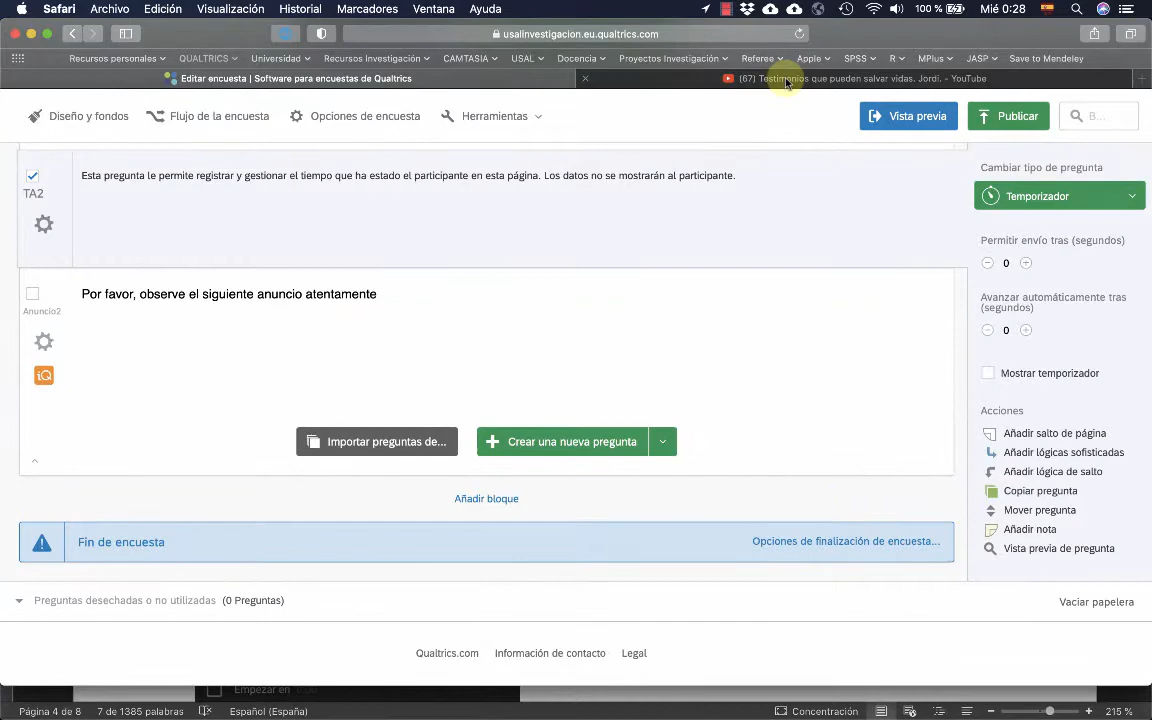 Safari Archivo Edición Visualización Historial Marcadores Ventana Ayuda 100 % Mié 0:28
usalinvestigacion.eu.qualtrics.com
Recursos personales QUALTRICS Universidad Recursos Investigación CAMTASIA USAL Docencia Proyectos Investigación Referee Apple SPSS R MPlus JASP Save to Mendeley
Editar encuesta | Software para encuestas de Qualtrics (67) Testimonios que pueden salvar vidas. Jordi. - YouTube
Diseño y fondos Flujo de la encuesta Opciones de encuesta Herramientas Vista previa Publicar B...
Cambiar tipo de pregunta
TA2
Esta pregunta le permite registrar y gestionar el tiempo que ha estado el participante en esta página. Los datos no se mostrarán al participante.
Temporizador
Permitir envío tras (segundos)
0
Anuncio2
Por favor, observe el siguiente anuncio atentamente
iQ
Avanzar automáticamente tras
(segundos)
0
Mostrar temporizador
Acciones
Añadir salto de página
Añadir lógicas sofisticadas
Añadir lógica de salto
Copiar pregunta
Mover pregunta
Añadir nota
Vista previa de pregunta
Importar preguntas de... Crear una nueva pregunta
Añadir bloque
Fin de encuesta Opciones de finalización de encuesta...
Preguntas desechadas o no utilizadas (0 Preguntas) Vaciar papelera
Qualtrics.com Información de contacto Legal
Empezar en
Página 4 de 8 7 de 1385 palabras Español (España) Concentración 215 %